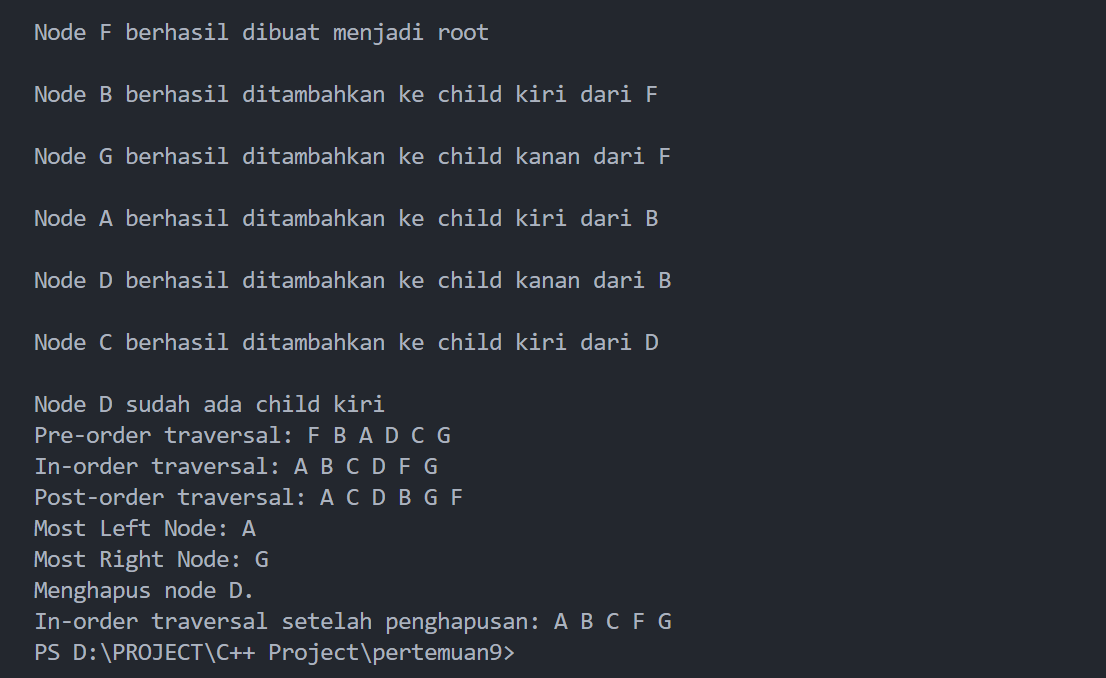 Node F berhasil dibuat menjadi root
Node B berhasil ditambahkan ke child kiri dari F
Node G berhasil ditambahkan ke child kanan dari F
Node A berhasil ditambahkan ke child kiri dari B
Node D berhasil ditambahkan ke child kanan dari B
Node C berhasil ditambahkan ke child kiri dari D
Node D sudah ada child kiri
Pre-order traversal: F B A D C G
In-order traversal: A B C D F G
Post-order traversal: A C D B G F
Most Left Node: A
Most Right Node: G
Menghapus node D.
In-order traversal setelah penghapusan: A B C F G
PS D:\PROJECT\C++ Project\pertemuan9>